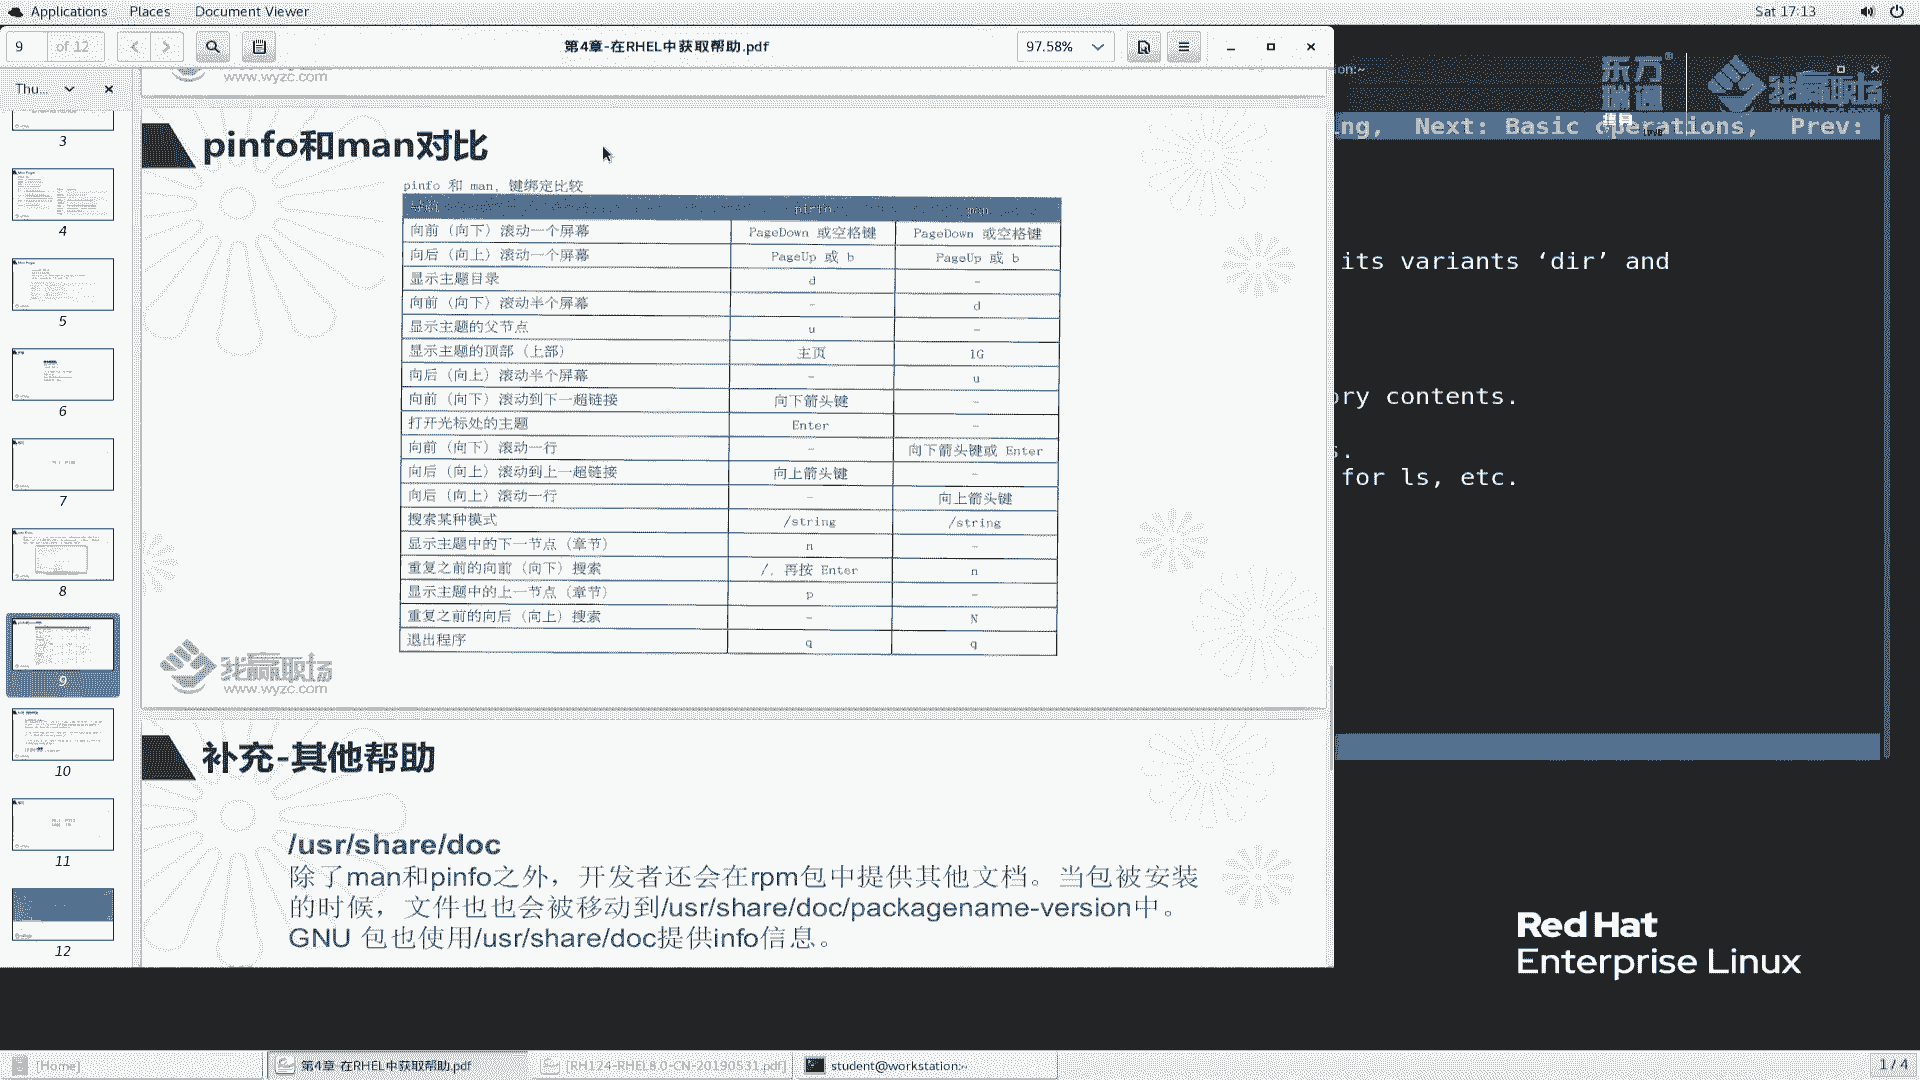 Applications Places Document Viewer Sat 17:13
9 of 12 第4章-在RHEL中获取帮助.pdf 97.58%
Thu...
3
4
5
6
7
8
9
10
11
12
www.wyzc.com
pinfo和man对比
pinfo 和 man, 键绑定比较
导航 pinfo man
向前（向下）滚动一个屏幕 PageDown 或空格键 PageDown 或空格键
向后（向上）滚动一个屏幕 PageUp 或 b PageUp 或 b
显示主题目录 d -
向前（向下）滚动半个屏幕 - d
显示主题的父节点 u -
显示主题的顶部（上部） 主页 1G
向后（向上）滚动半个屏幕 - u
向前（向下）滚动到下一超链接 向下箭头键 -
打开光标处的主题 Enter -
向前（向下）滚动一行 - 向下箭头键或 Enter
向后（向上）滚动到上一超链接 向上箭头键 -
向后（向上）滚动一行 - 向上箭头键
搜索某种模式 /string /string
显示主题中的下一节点（章节） n -
重复之前的向前（向下）搜索 /, 再按 Enter n
显示主题中的上一节点（章节） p -
重复之前的向后（向上）搜索 - N
退出程序 q q
我赢职场
www.wyzc.com
补充-其他帮助
/usr/share/doc
除了man和pinfo之外，开发者还会在rpm包中提供其他文档。当包被安装
的时候，文件也也会被移动到/usr/share/doc/packagename-version中。
GNU 包也使用/usr/share/doc提供info信息。
on:~
东方
瑞通
我赢职场
ing, Next: Basic operations, Prev:
its variants ‘dir’ and
ory contents.
s.
for ls, etc.
Red Hat
Enterprise Linux
[Home] 第4章-在RHEL中获取帮助.pdf [RH124-RHEL8.0-CN-20190531.pdf] student@workstation:~ 1 / 4